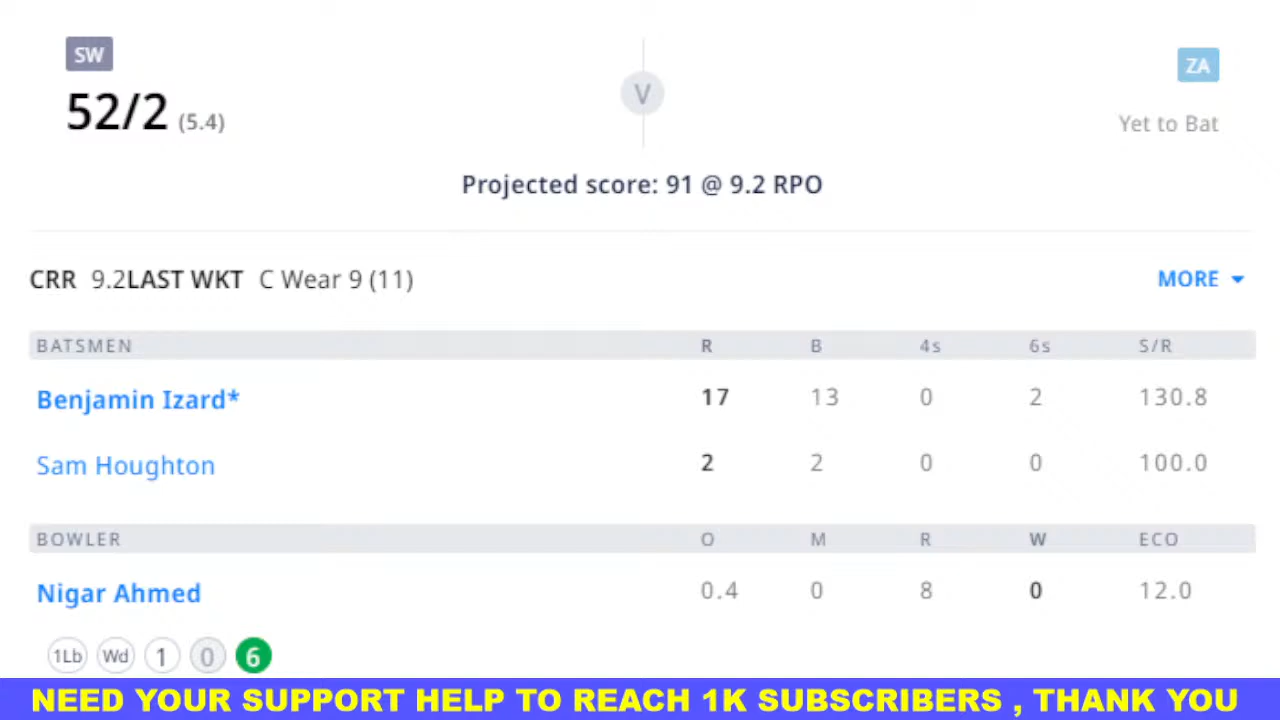 SW
52/2 (5.4)
V
ZA
Yet to Bat
Projected score: 91 @ 9.2 RPO
CRR 9.2LAST WKT C Wear 9 (11)
MORE
BATSMEN R B 4s 6s S/R
Benjamin Izard* 17 13 0 2 130.8
Sam Houghton 2 2 0 0 100.0
BOWLER O M R W ECO
Nigar Ahmed 0.4 0 8 0 12.0
1Lb Wd 1 0 6
NEED YOUR SUPPORT HELP TO REACH 1K SUBSCRIBERS , THANK YOU